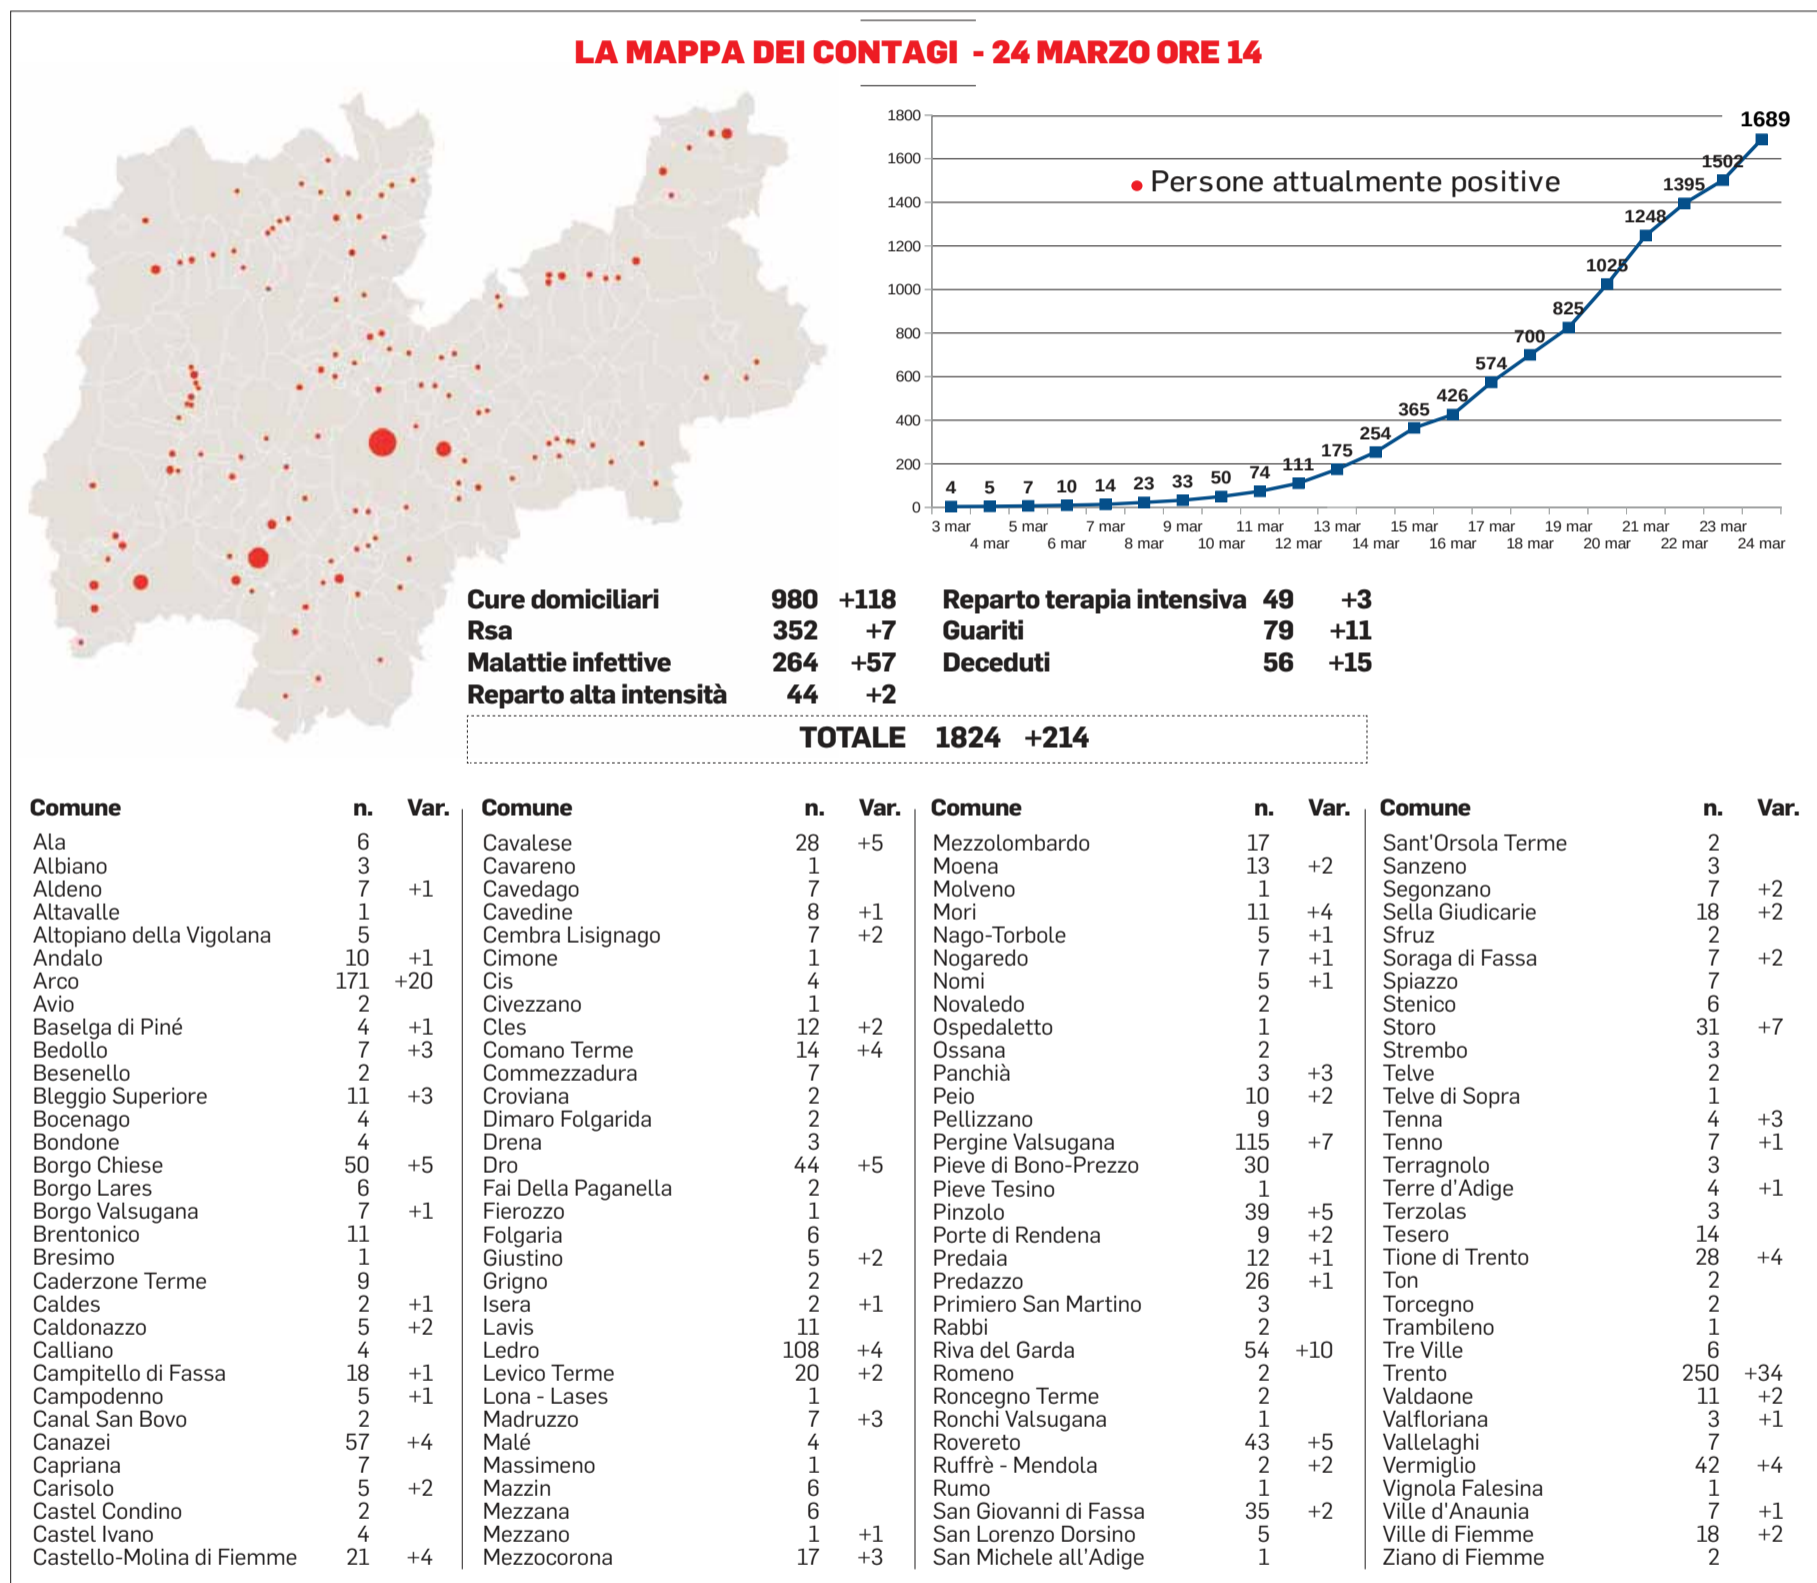 LA MAPPA DEI CONTAGI - 24 MARZO ORE 14
1800
1600
1400
1200
1000
800
600
400
200
0
Persone attualmente positive
4
5
7
10
14
23
33
50
74
111
175
254
365
426
574
700
825
1025
1248
1395
1502
1689
3 mar
4 mar
5 mar
6 mar
7 mar
8 mar
9 mar
10 mar
11 mar
12 mar
13 mar
14 mar
15 mar
16 mar
17 mar
18 mar
19 mar
20 mar
21 mar
22 mar
23 mar
24 mar
Cure domiciliari 980 +118
Rsa 352 +7
Malattie infettive 264 +57
Reparto alta intensità 44 +2
Reparto terapia intensiva 49 +3
Guariti 79 +11
Deceduti 56 +15
TOTALE 1824 +214
Comune n. Var.
Ala 6
Albiano 3
Aldeno 7 +1
Altavalle 1
Altopiano della Vigolana 5
Andalo 10 +1
Arco 171 +20
Avio 2
Baselga di Piné 4 +1
Bedollo 7 +3
Besenello 2
Bleggio Superiore 11 +3
Bocenago 4
Bondone 4
Borgo Chiese 50 +5
Borgo Lares 6
Borgo Valsugana 7 +1
Brentonico 11
Bresimo 1
Caderzone Terme 9
Caldes 2 +1
Caldonazzo 5 +2
Calliano 4
Campitello di Fassa 18 +1
Campodenno 5 +1
Canal San Bovo 2
Canazei 57 +4
Capriana 7
Carisolo 5 +2
Castel Condino 2
Castel Ivano 4
Castello-Molina di Fiemme 21 +4
Comune n. Var.
Cavalese 28 +5
Cavareno 1
Cavedago 7
Cavedine 8 +1
Cembra Lisignago 7 +2
Cimone 1
Cis 4
Civezzano 1
Cles 12 +2
Comano Terme 14 +4
Commezzadura 7
Croviana 2
Dimaro Folgarida 2
Drena 3
Dro 44 +5
Fai Della Paganella 2
Fierozzo 1
Folgaria 6
Giustino 5 +2
Grigno 2
Isera 2 +1
Lavis 11
Ledro 108 +4
Levico Terme 20 +2
Lona - Lases 1
Madruzzo 7 +3
Malé 4
Massimeno 1
Mazzin 6
Mezzana 6
Mezzano 1 +1
Mezzocorona 17 +3
Comune n. Var.
Mezzolombardo 17
Moena 13 +2
Molveno 1
Mori 11 +4
Nago-Torbole 5 +1
Nogaredo 7 +1
Nomi 5 +1
Novaledo 2
Ospedaletto 1
Ossana 2
Panchià 3 +3
Peio 10 +2
Pellizzano 9
Pergine Valsugana 115 +7
Pieve di Bono-Prezzo 30
Pieve Tesino 1
Pinzolo 39 +5
Porte di Rendena 9 +2
Predaia 12 +1
Predazzo 26 +1
Primiero San Martino 3
Rabbi 2
Riva del Garda 54 +10
Romeno 2
Roncegno Terme 2
Ronchi Valsugana 1
Rovereto 43 +5
Ruffrè - Mendola 2 +2
Rumo 1
San Giovanni di Fassa 35 +2
San Lorenzo Dorsino 5
San Michele all'Adige 1
Comune n. Var.
Sant'Orsola Terme 2
Sanzeno 3
Segonzano 7 +2
Sella Giudicarie 18 +2
Sfruz 2
Soraga di Fassa 7 +2
Spiazzo 7
Stenico 6
Storo 31 +7
Strembo 3
Telve 2
Telve di Sopra 1
Tenna 4 +3
Tenno 7 +1
Terragnolo 3
Terre d'Adige 4 +1
Terzolas 3
Tesero 14
Tione di Trento 28 +4
Ton 2
Torcegno 2
Trambileno 1
Tre Ville 6
Trento 250 +34
Valdaone 11 +2
Valfloriana 3 +1
Vallelaghi 7
Vermiglio 42 +4
Vignola Falesina 1
Ville d'Anaunia 7 +1
Ville di Fiemme 18 +2
Ziano di Fiemme 2